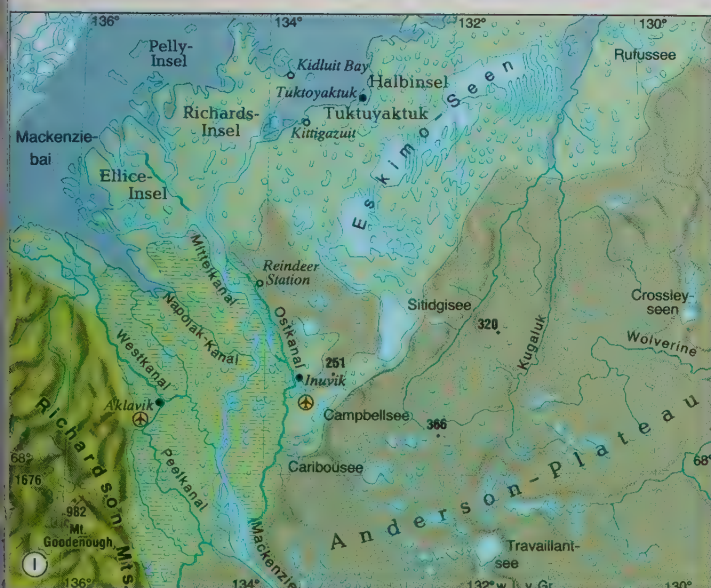 136°
134°
132°
130°
Pelly-
Insel
Kidluit Bay
Halbinsel
Rufussee
Tuktoyaktuk
Richards-
Insel
Tuktuyaktuk
Kittigazuit
Mackenzie-
bai
Eskimo-Seen
Ellice-
Insel
Mittelkanal
Reindeer
Station
Napoiak-Kanal
Ostkanal
Sitidgisee
Crossley-
seen
320
Kugaluk
Wolverine
Westkanal
251
Inuvik
Aklavik
Campbellsee
366
Richardson Mts
68°
1676
Peelkanal
Caribousee
68°
Anderson-Plateau
982
Mt.
Goodenough
Mackenzie
Travaillant-
see
I
136°
134°
132° w. L. v. Gr.
130°